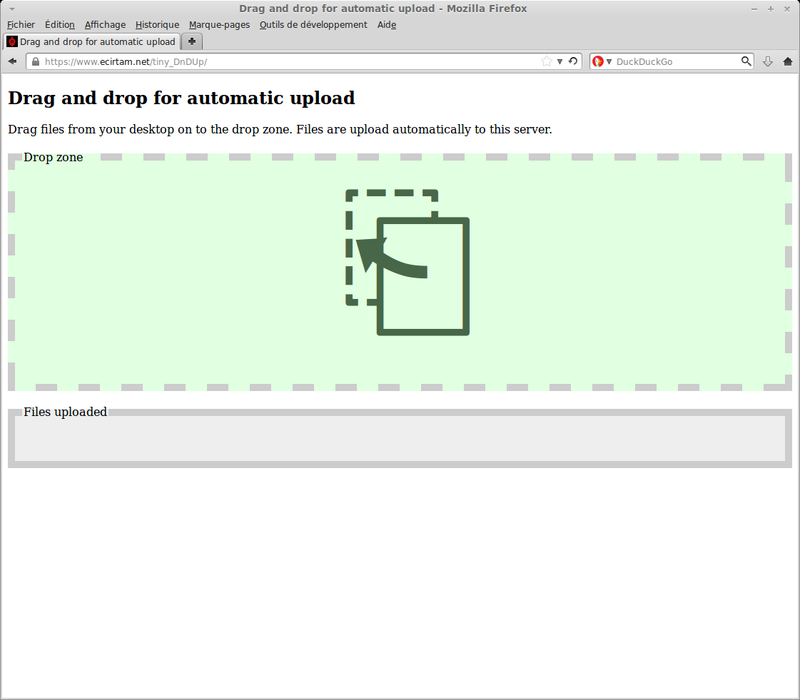 Drag and drop for automatic upload - Mozilla Firefox
Fichier Édition Affichage Historique Marque-pages Outils de développement Aide
Drag and drop for automatic upload
https://www.ecirtam.net/tiny_DnDUp/ DuckDuckGo
Drag and drop for automatic upload
Drag files from your desktop on to the drop zone. Files are upload automatically to this server.
Drop zone
Files uploaded